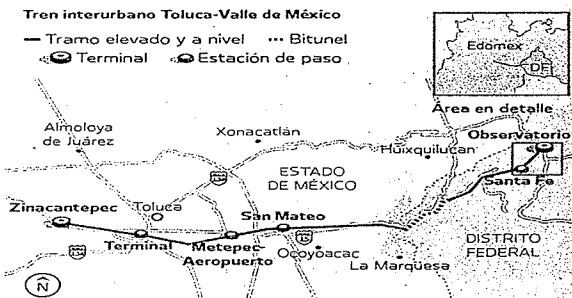 Tren interurbano Toluca-Valle de México
Tramo elevado y a nivel
Bitunel
Terminal
Estación de paso
Edomex
DF
Área en detalle
Almoloya
de Juárez
Xonacatlán
Huixquilucan
Observatorio
ESTADO
DE MÉXICO
Santa Fe
Zinacantepec
Toluca
San Mateo
Terminal
Metepec-
Aeropuerto
15
Ocoyoacac
DISTRITO
FEDERAL
La Marquesa
134
N